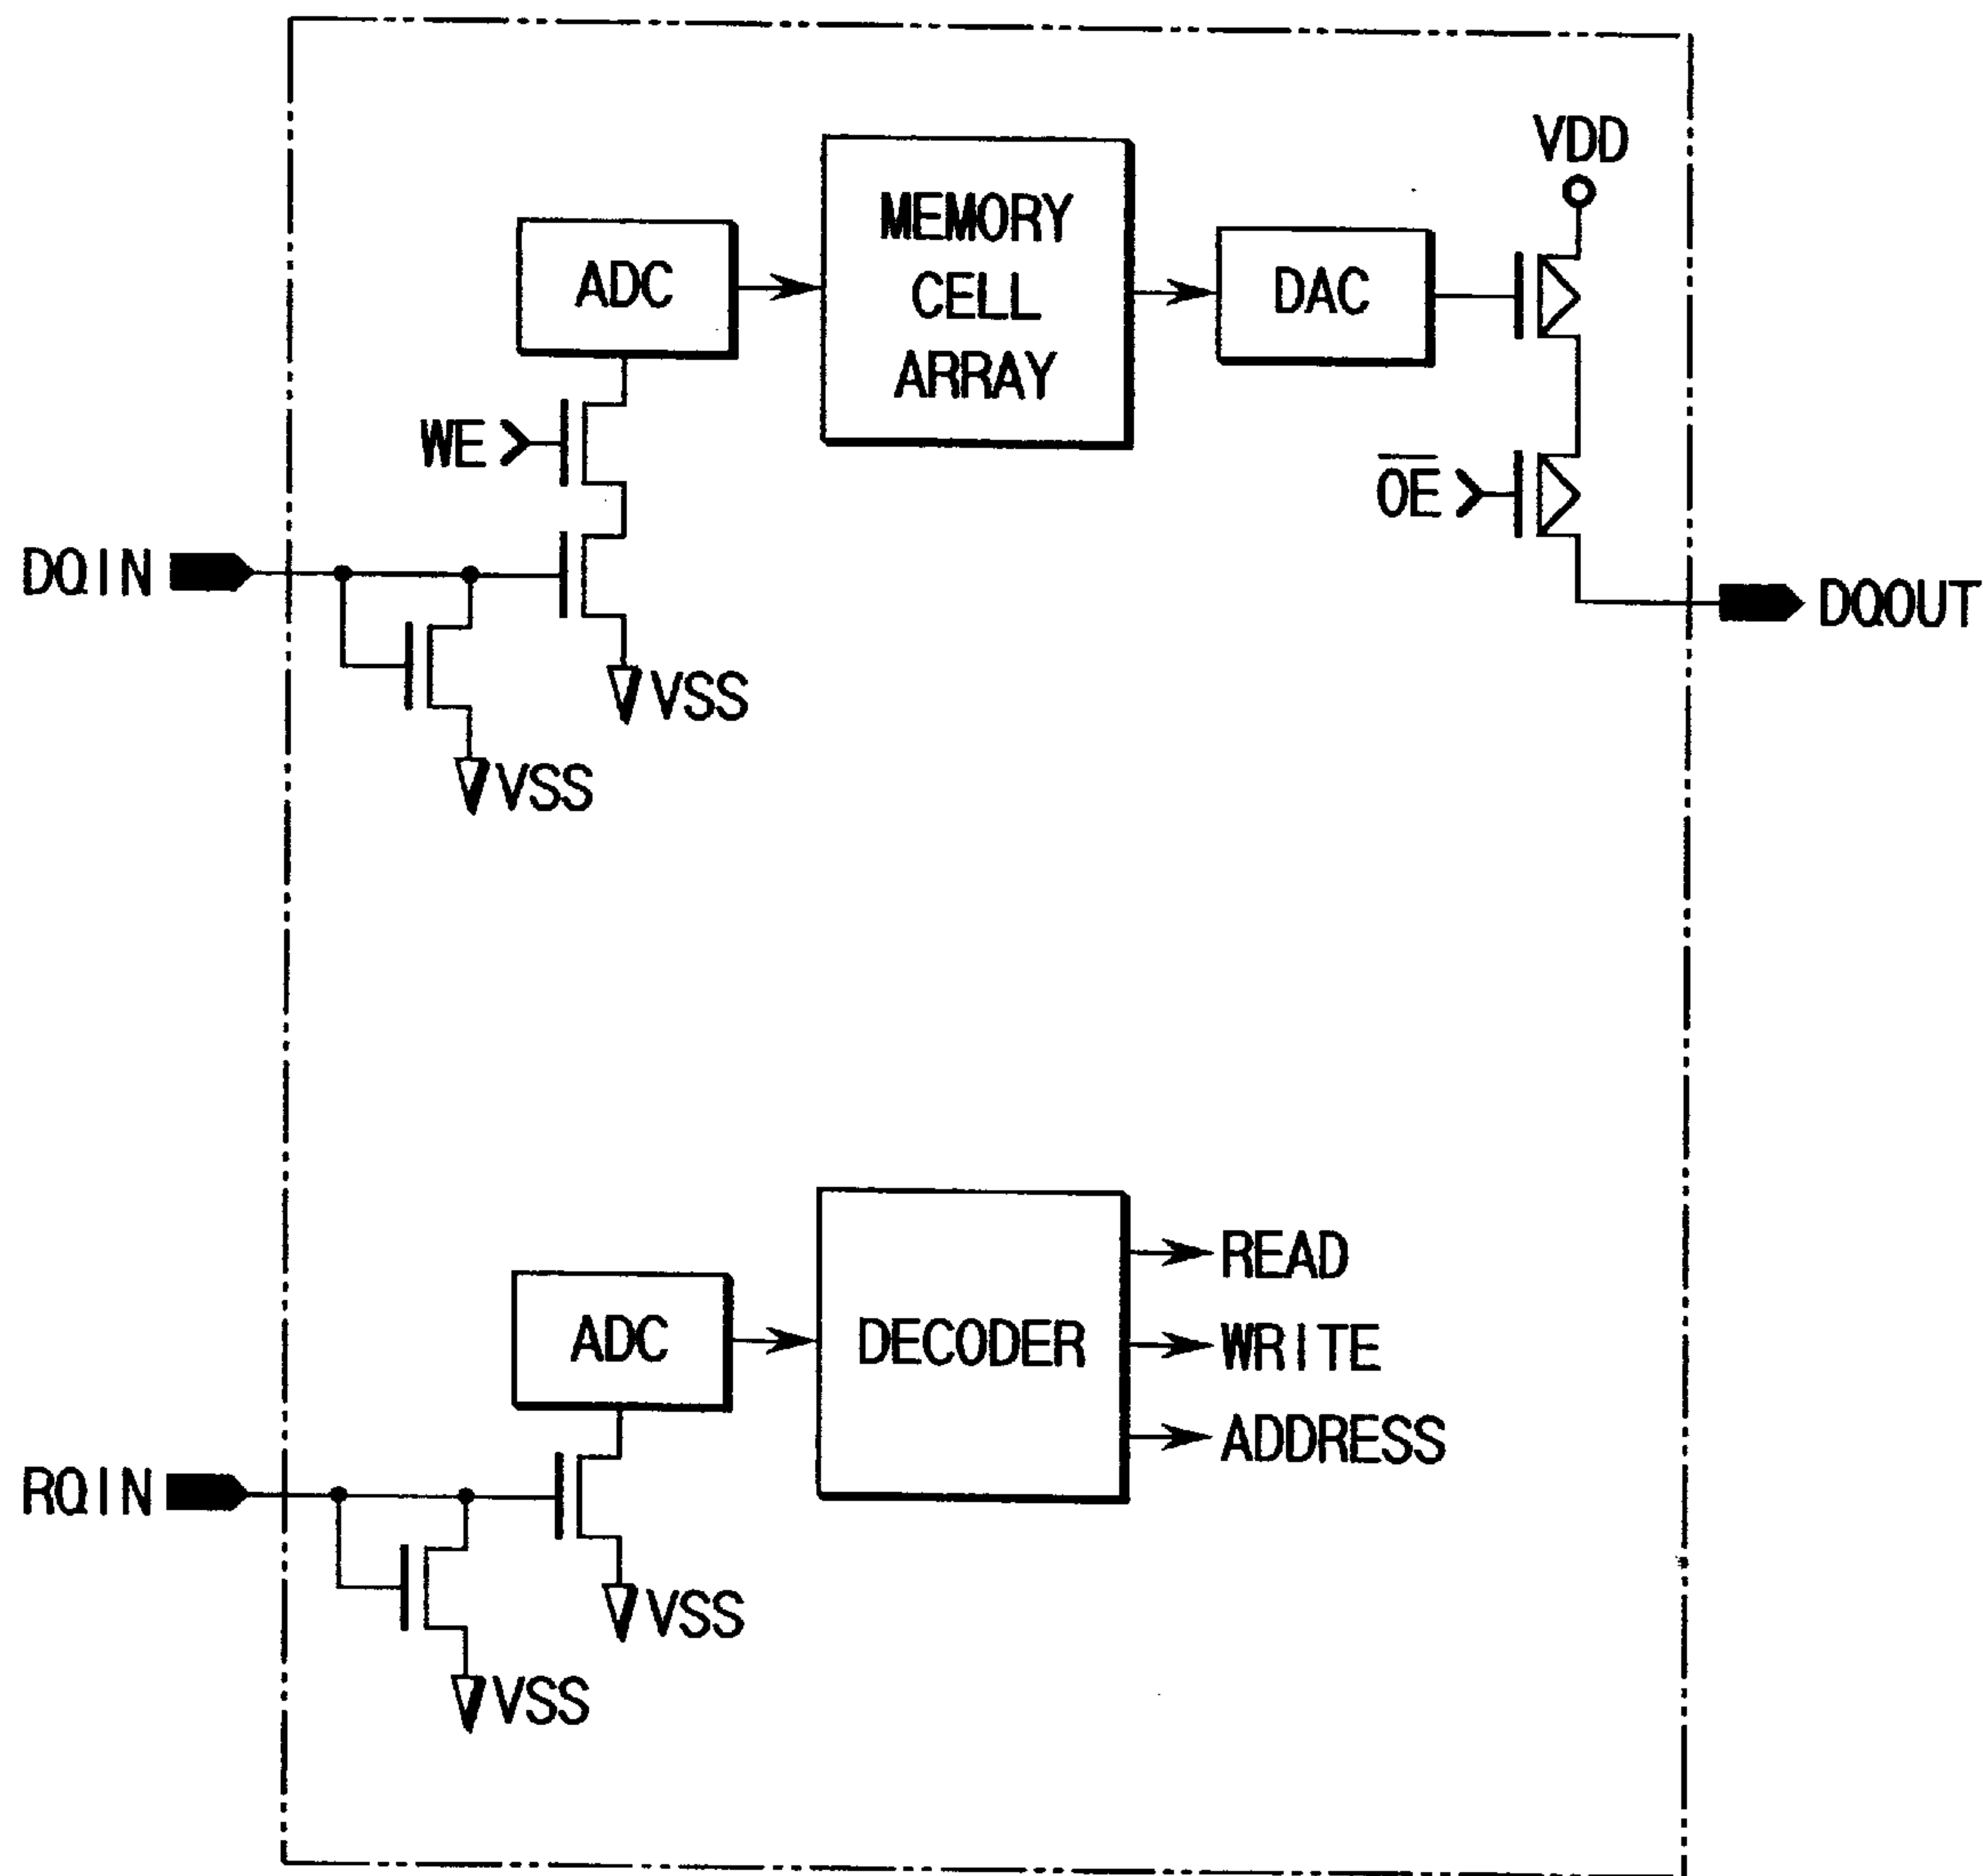 VDD
MEMORY
CELL
ARRAY
ADC
DAC
WE
O̅E̅
DQIN
DQOUT
VSS
VSS
READ
ADC
DECODER
WRITE
ADDRESS
RQIN
VSS
VSS